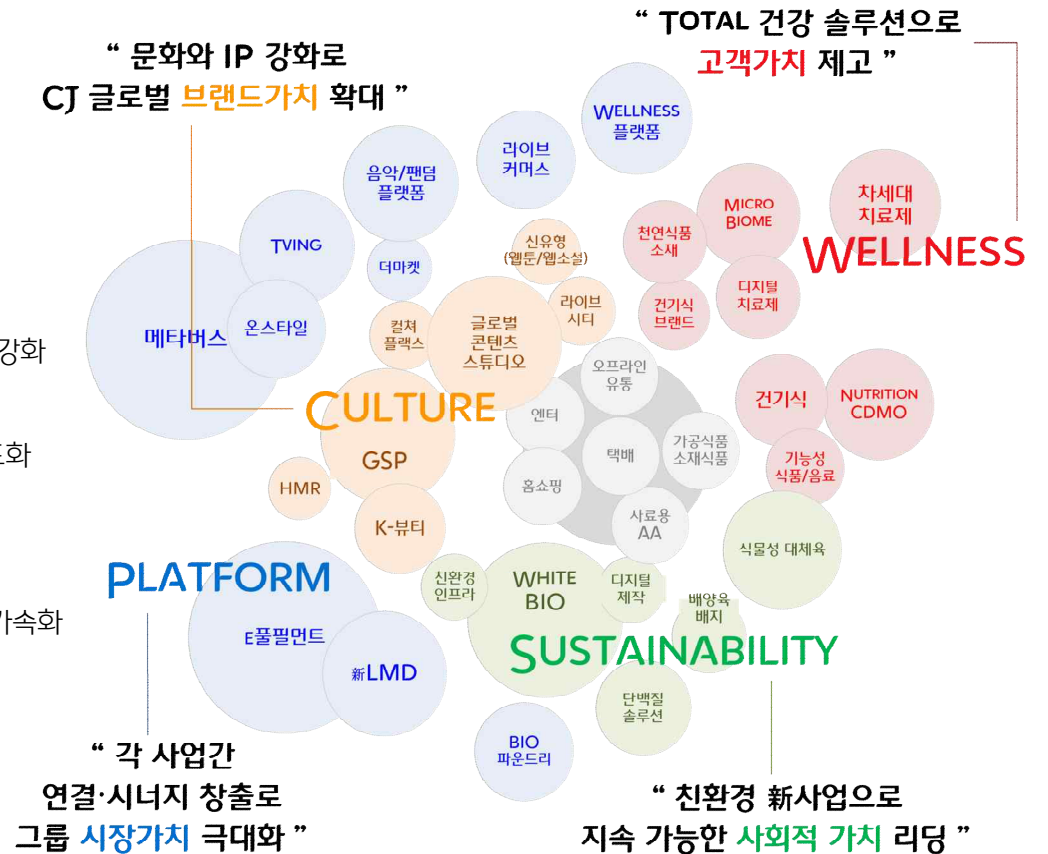 “ TOTAL 건강 솔루션으로
고객가치 제고 ”
“ 문화와 IP 강화로
CJ 글로벌 브랜드가치 확대 ”
WELLNESS
플랫폼
라이브
커머스
음악/팬덤
플랫폼
MICRO
BIOME
차세대
치료제
TVING
신유형
(웹툰/웹소설)
천연식품
소재
WELLNESS
더마켓
디지털
치료제
메타버스
온스타일
컬쳐
플랙스
글로벌
콘텐츠
스튜디오
라이브
시티
건기식
브랜드
강화
오프라인
유통
CULTURE
엔터
건기식
NUTRITION
CDMO
GSP
택배
가공식품
소재식품
기능성
식품/음료
HMR
홈쇼핑
K-뷰티
사료용
AA
식물성 대체육
PLATFORM
신환경
인프라
WHITE
BIO
디지털
제작
배양육
배지
가속화
E풀필먼트
SUSTAINABILITY
新LMD
단백질
솔루션
BIO
파운드리
“ 각 사업간
연결·시너지 창출로
그룹 시장가치 극대화 ”
“ 친환경 新사업으로
지속 가능한 사회적 가치 리딩 ”